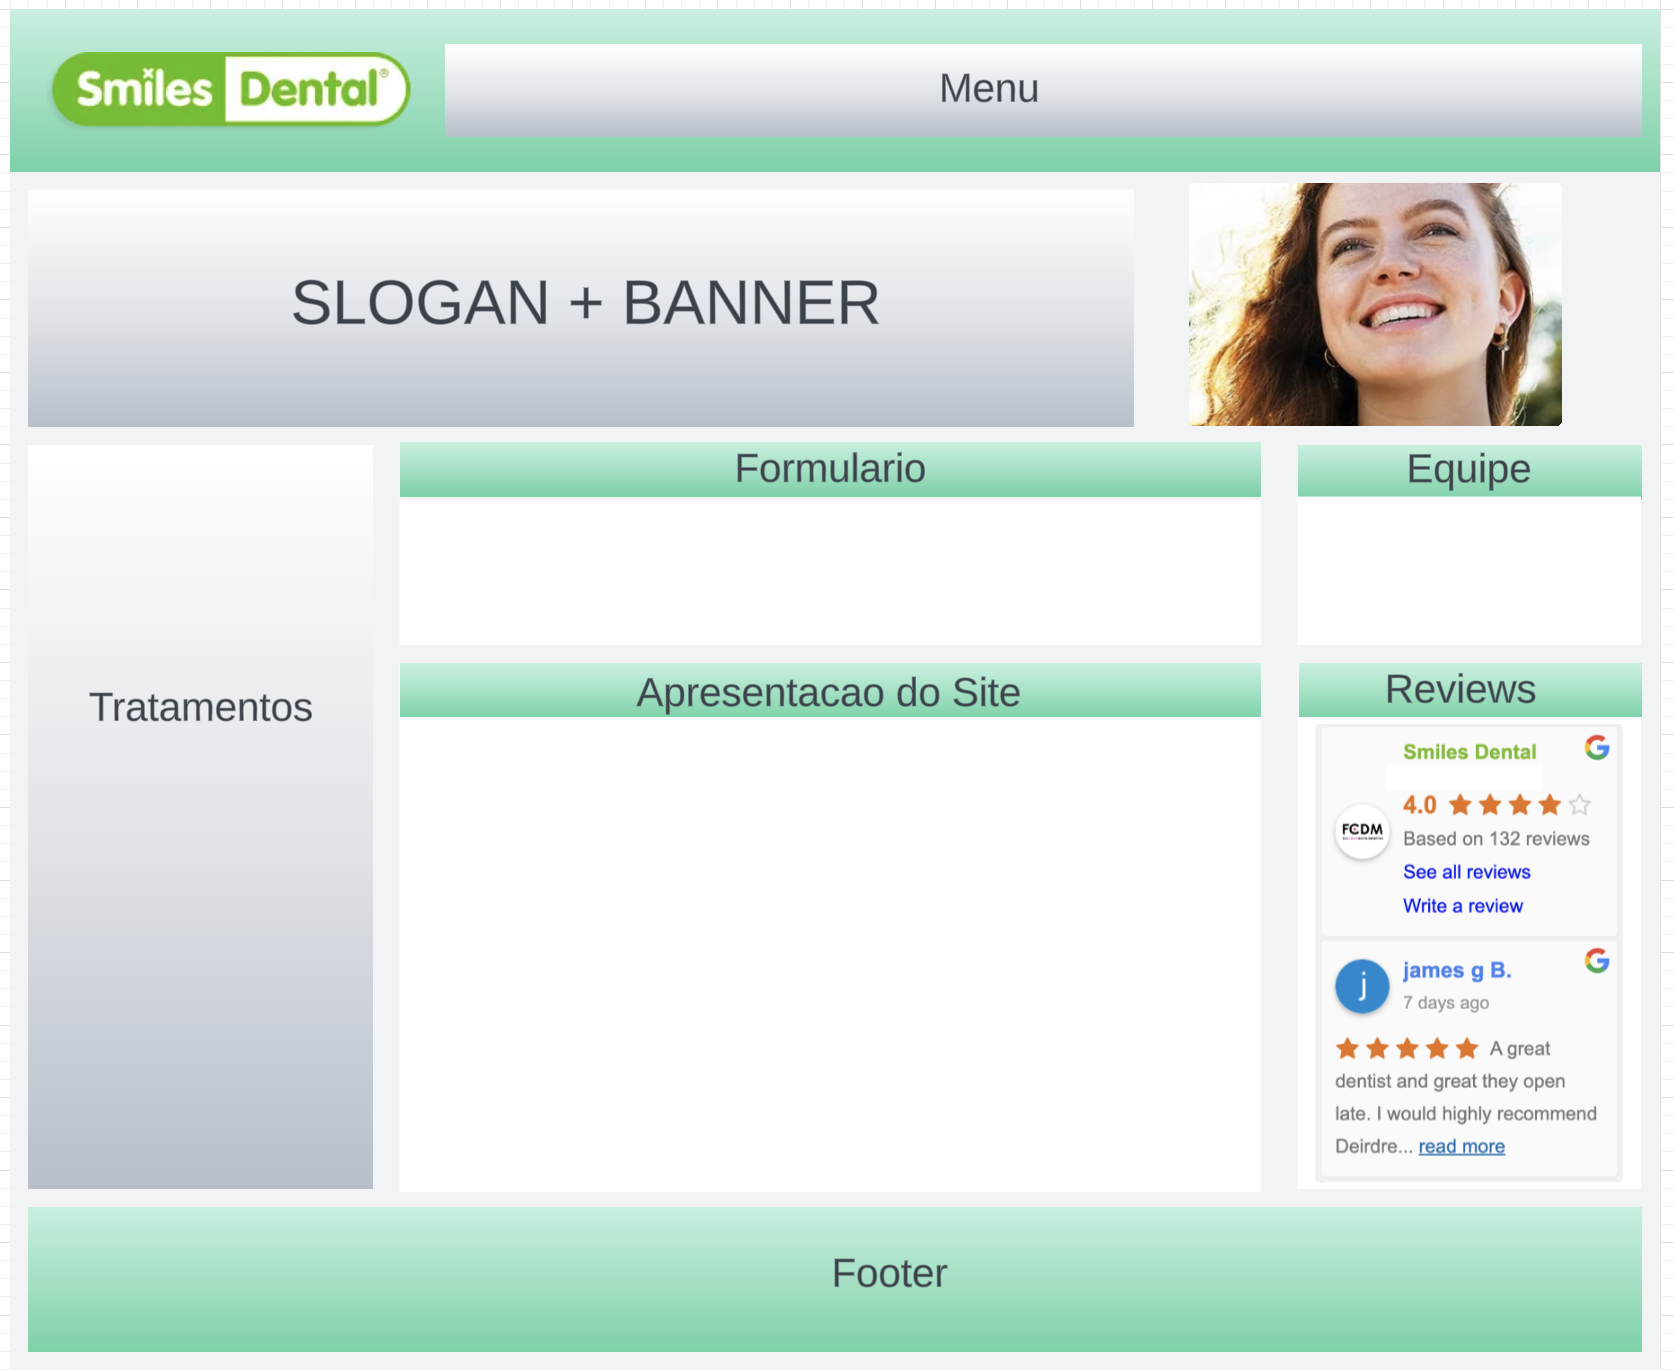 Smiles Dental®
Menu
SLOGAN + BANNER
Tratamentos
Formulario
Apresentacao do Site
Equipe
Reviews
Smiles Dental
4.0
Based on 132 reviews
See all reviews
Write a review
FCDM
james g B.
j
7 days ago
A great
dentist and great they open
late. I would highly recommend
Deirdre... read more
Footer